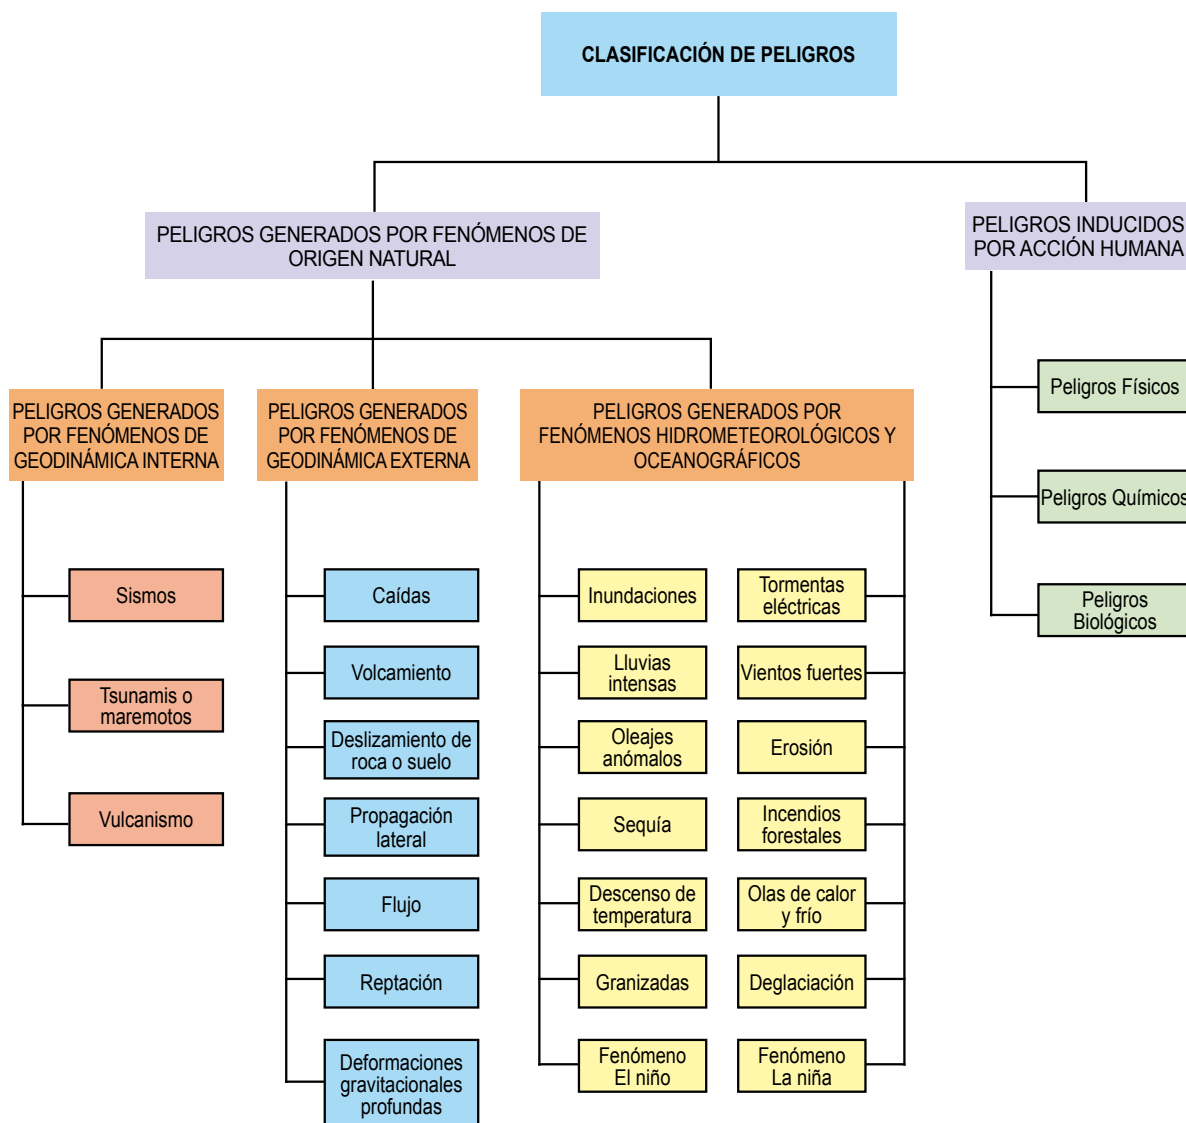 CLASIFICACIÓN DE PELIGROS
PELIGROS GENERADOS POR FENÓMENOS DE
ORIGEN NATURAL
PELIGROS INDUCIDOS
POR ACCIÓN HUMANA
PELIGROS GENERADOS
POR FENÓMENOS DE
GEODINÁMICA INTERNA
Sismos
Tsunamis o
maremotos
Vulcanismo
PELIGROS GENERADOS
POR FENÓMENOS DE
GEODINÁMICA EXTERNA
Caídas
Volcamiento
Deslizamiento de
roca o suelo
Propagación
lateral
Flujo
Reptación
Deformaciones
gravitacionales
profundas
PELIGROS GENERADOS POR
FENÓMENOS HIDROMETEOROLÓGICOS Y
OCEANOGRÁFICOS
Inundaciones
Lluvias
intensas
Oleajes
anómalos
Sequía
Descenso de
temperatura
Granizadas
Fenómeno
El niño
Tormentas
eléctricas
Vientos fuertes
Erosión
Incendios
forestales
Olas de calor
y frío
Deglaciación
Fenómeno
La niña
Peligros Físicos
Peligros Químicos
Peligros
Biológicos